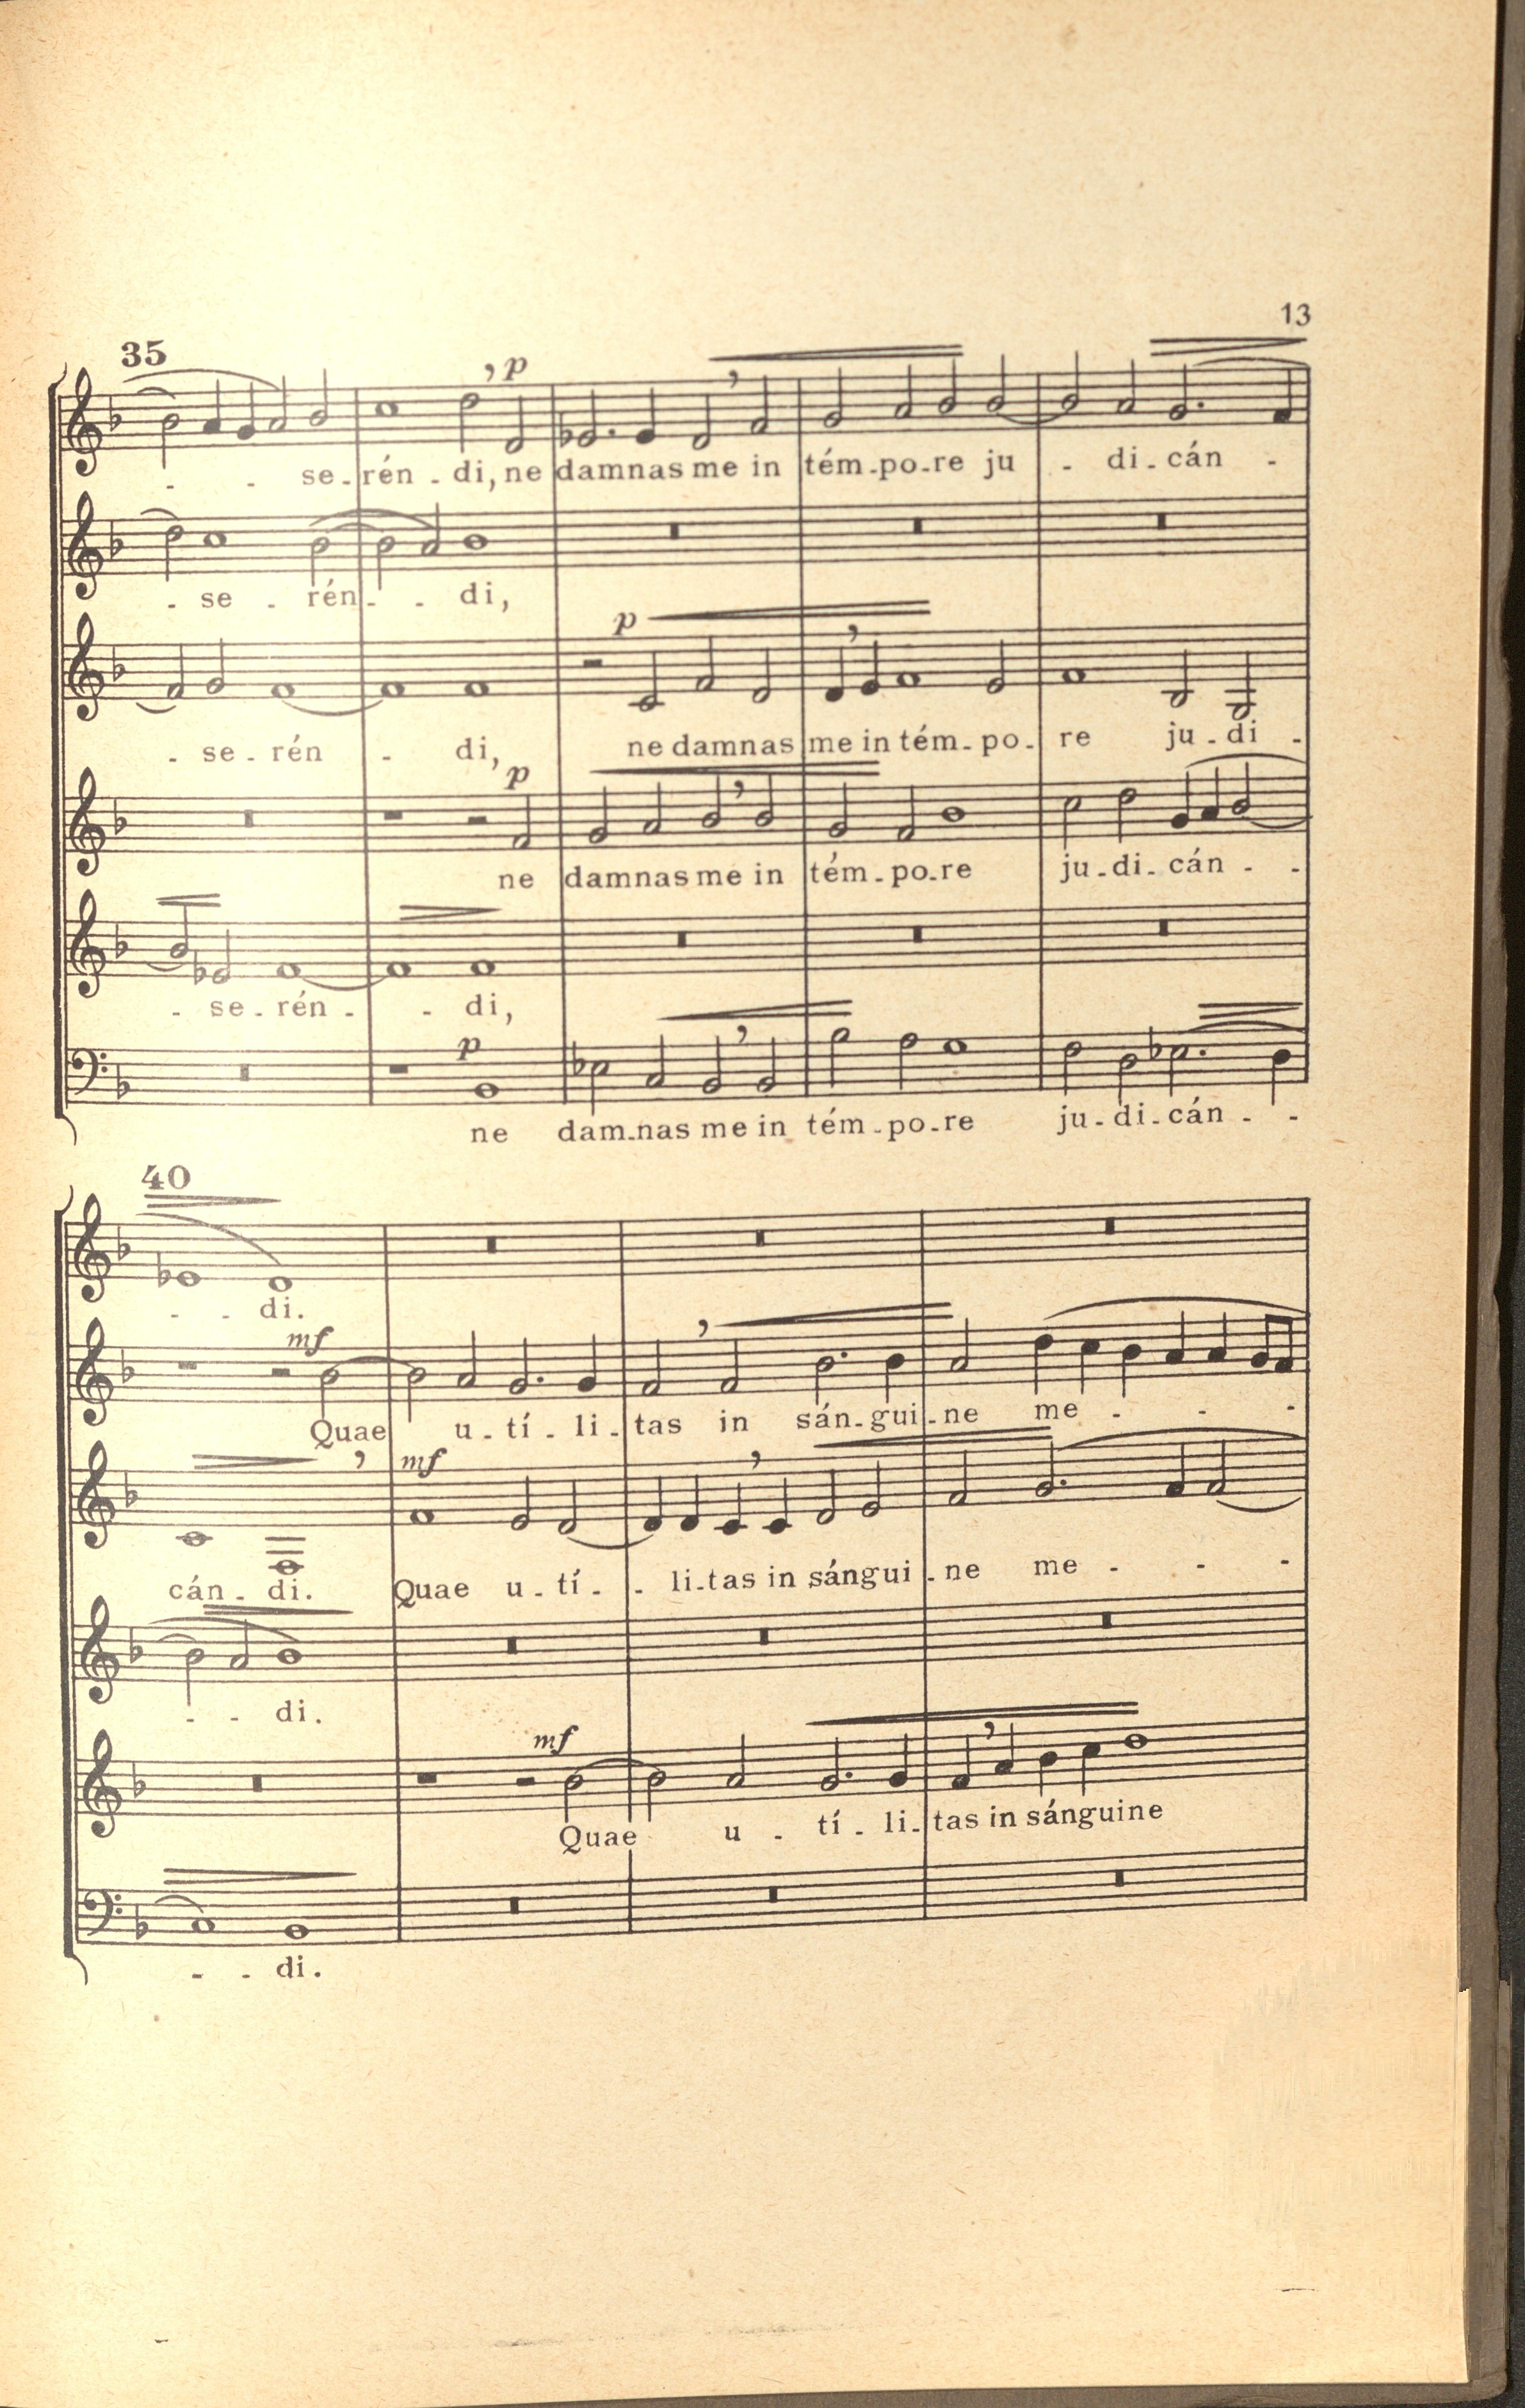 13
35
p
- - se-rén - di, ne damnas me in tém-po-re ju - di-cán -
- se - rén - - di,
p
- se - rén - di, ne damnas me in tém-po-re ju-di -
p
ne damnas me in tém-po-re ju-di-cán - -
- se-rén - - di,
p
ne dam-nas me in tém-po-re ju-di-cán - -
40
- - di.
mf
Quae u-tí-li-tas in sán-gui-ne me - - -
mf
cán - di. Quae u-tí - - li-tas in sángui-ne me - - -
- - di.
mf
Quae u - tí - li-tas in sánguine
- - di.